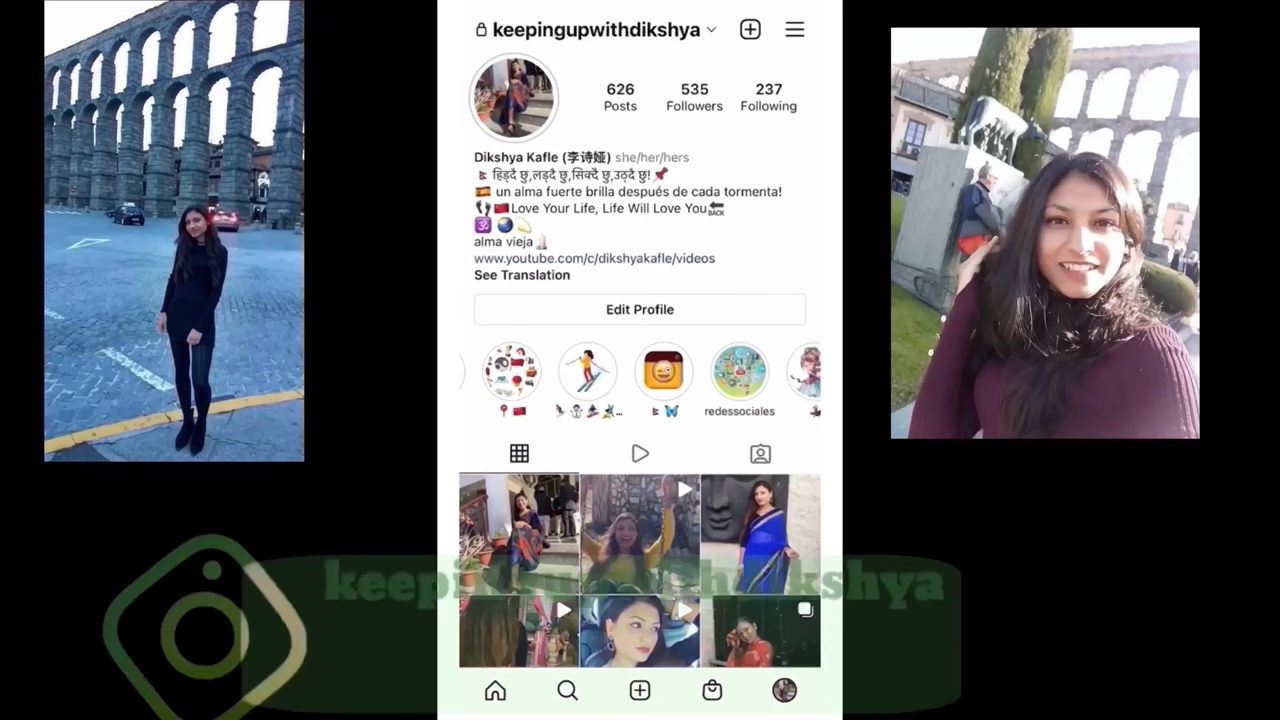 keepingupwithdikshya
626 535 237
Posts Followers Following
Dikshya Kafle (李诗娅) she/her/hers
हिड्दै छु,लड्दै छु,सिक्दै छु,उठ्दै छु!
un alma fuerte brilla después de cada tormenta!
Love Your Life, Life Will Love You BACK
alma vieja
www.youtube.com/c/dikshyakafle/videos
See Translation
Edit Profile
redessociales
keepingupwithdikshya